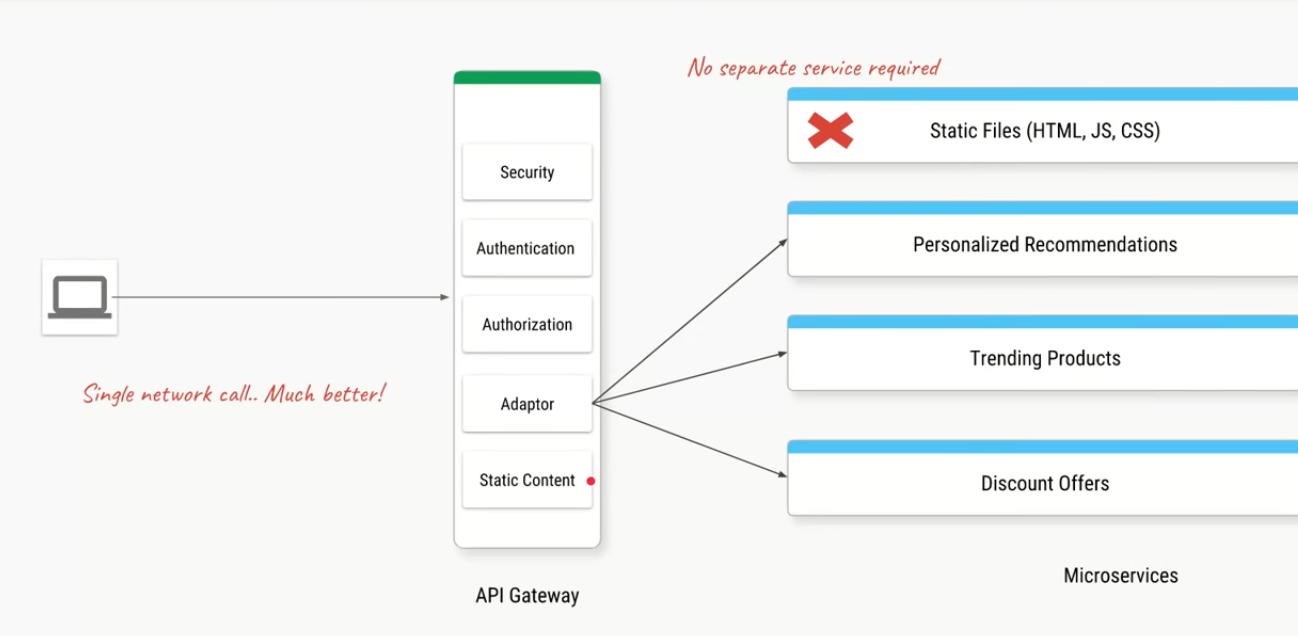 No separate service required
Static Files (HTML, JS, CSS)
Security
Personalized Recommendations
Authentication
Authorization
Trending Products
Single network call.. Much better!
Adaptor
Static Content
Discount Offers
Microservices
API Gateway